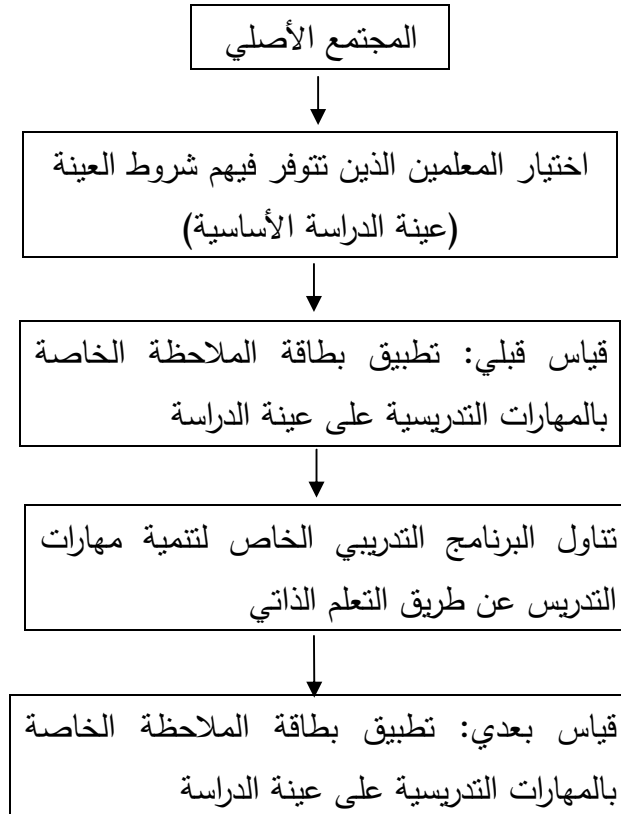 المجتمع الأصلي
اختيار المعلمين الذين تتوفر فيهم شروط العينة
(عينة الدراسة الأساسية)
قياس قبلي: تطبيق بطاقة الملاحظة الخاصة
بالمهارات التدريسية على عينة الدراسة
تناول البرنامج التدريبي الخاص لتنمية مهارات
التدريس عن طريق التعلم الذاتي
قياس بعدي: تطبيق بطاقة الملاحظة الخاصة
بالمهارات التدريسية على عينة الدراسة